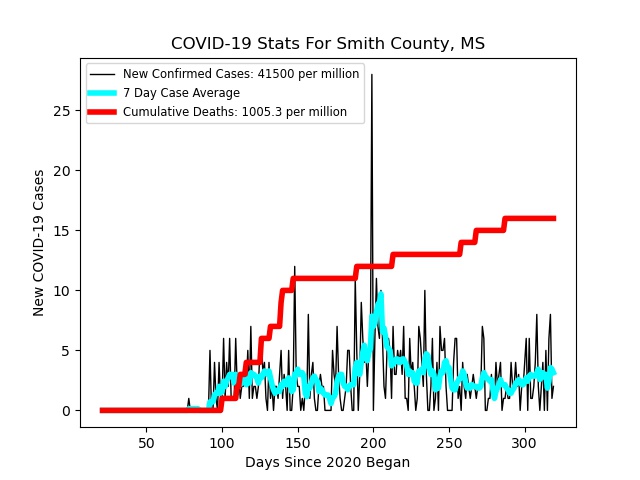 COVID-19 Stats For Smith County, MS
New Confirmed Cases: 41500 per million
7 Day Case Average
Cumulative Deaths: 1005.3 per million
New COVID-19 Cases
25
20
15
10
5
0
50 100 150 200 250 300
Days Since 2020 Began